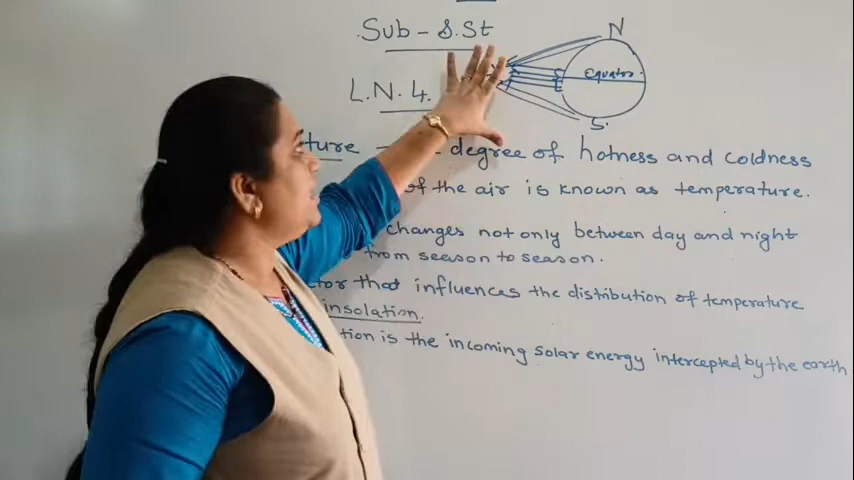 Sub - S.St
N
L.N. 4.
Equator
S.
ture - degree of hotness and coldness
of the air is known as temperature.
changes not only between day and night
from season to season.
tor that influences the distribution of temperature
insolation.
tion is the incoming solar energy intercepted by the earth